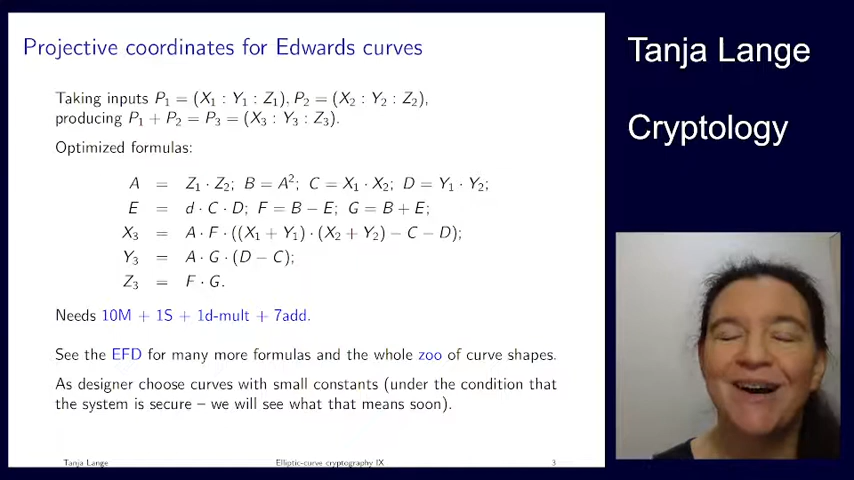 Projective coordinates for Edwards curves
Taking inputs P₁ = (X₁ : Y₁ : Z₁), P₂ = (X₂ : Y₂ : Z₂),
producing P₁ + P₂ = P₃ = (X₃ : Y₃ : Z₃).
Optimized formulas:
A = Z₁ · Z₂; B = A²; C = X₁ · X₂; D = Y₁ · Y₂;
E = d · C · D; F = B − E; G = B + E;
X₃ = A · F · ((X₁ + Y₁) · (X₂ + Y₂) − C − D);
Y₃ = A · G · (D − C);
Z₃ = F · G.
Needs 10M + 1S + 1d-mult + 7add.
See the EFD for many more formulas and the whole zoo of curve shapes.
As designer choose curves with small constants (under the condition that
the system is secure – we will see what that means soon).
Tanja Lange Elliptic-curve cryptography IX 3
Tanja Lange
Cryptology